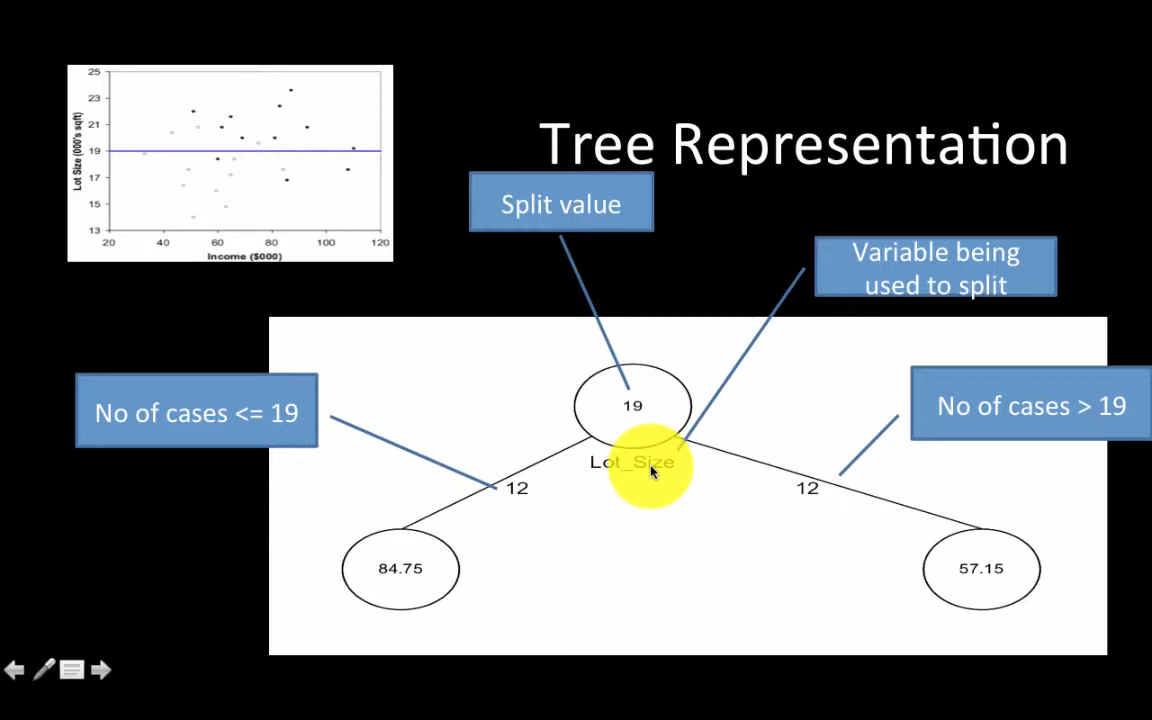 Tree Representation
25
23
21
19
17
15
13
Lot Size (000's sqft)
20 40 60 80 100 120
Income ($000)
Split value
Variable being
used to split
No of cases <= 19
No of cases > 19
19
Lot_Size
12
12
84.75
57.15